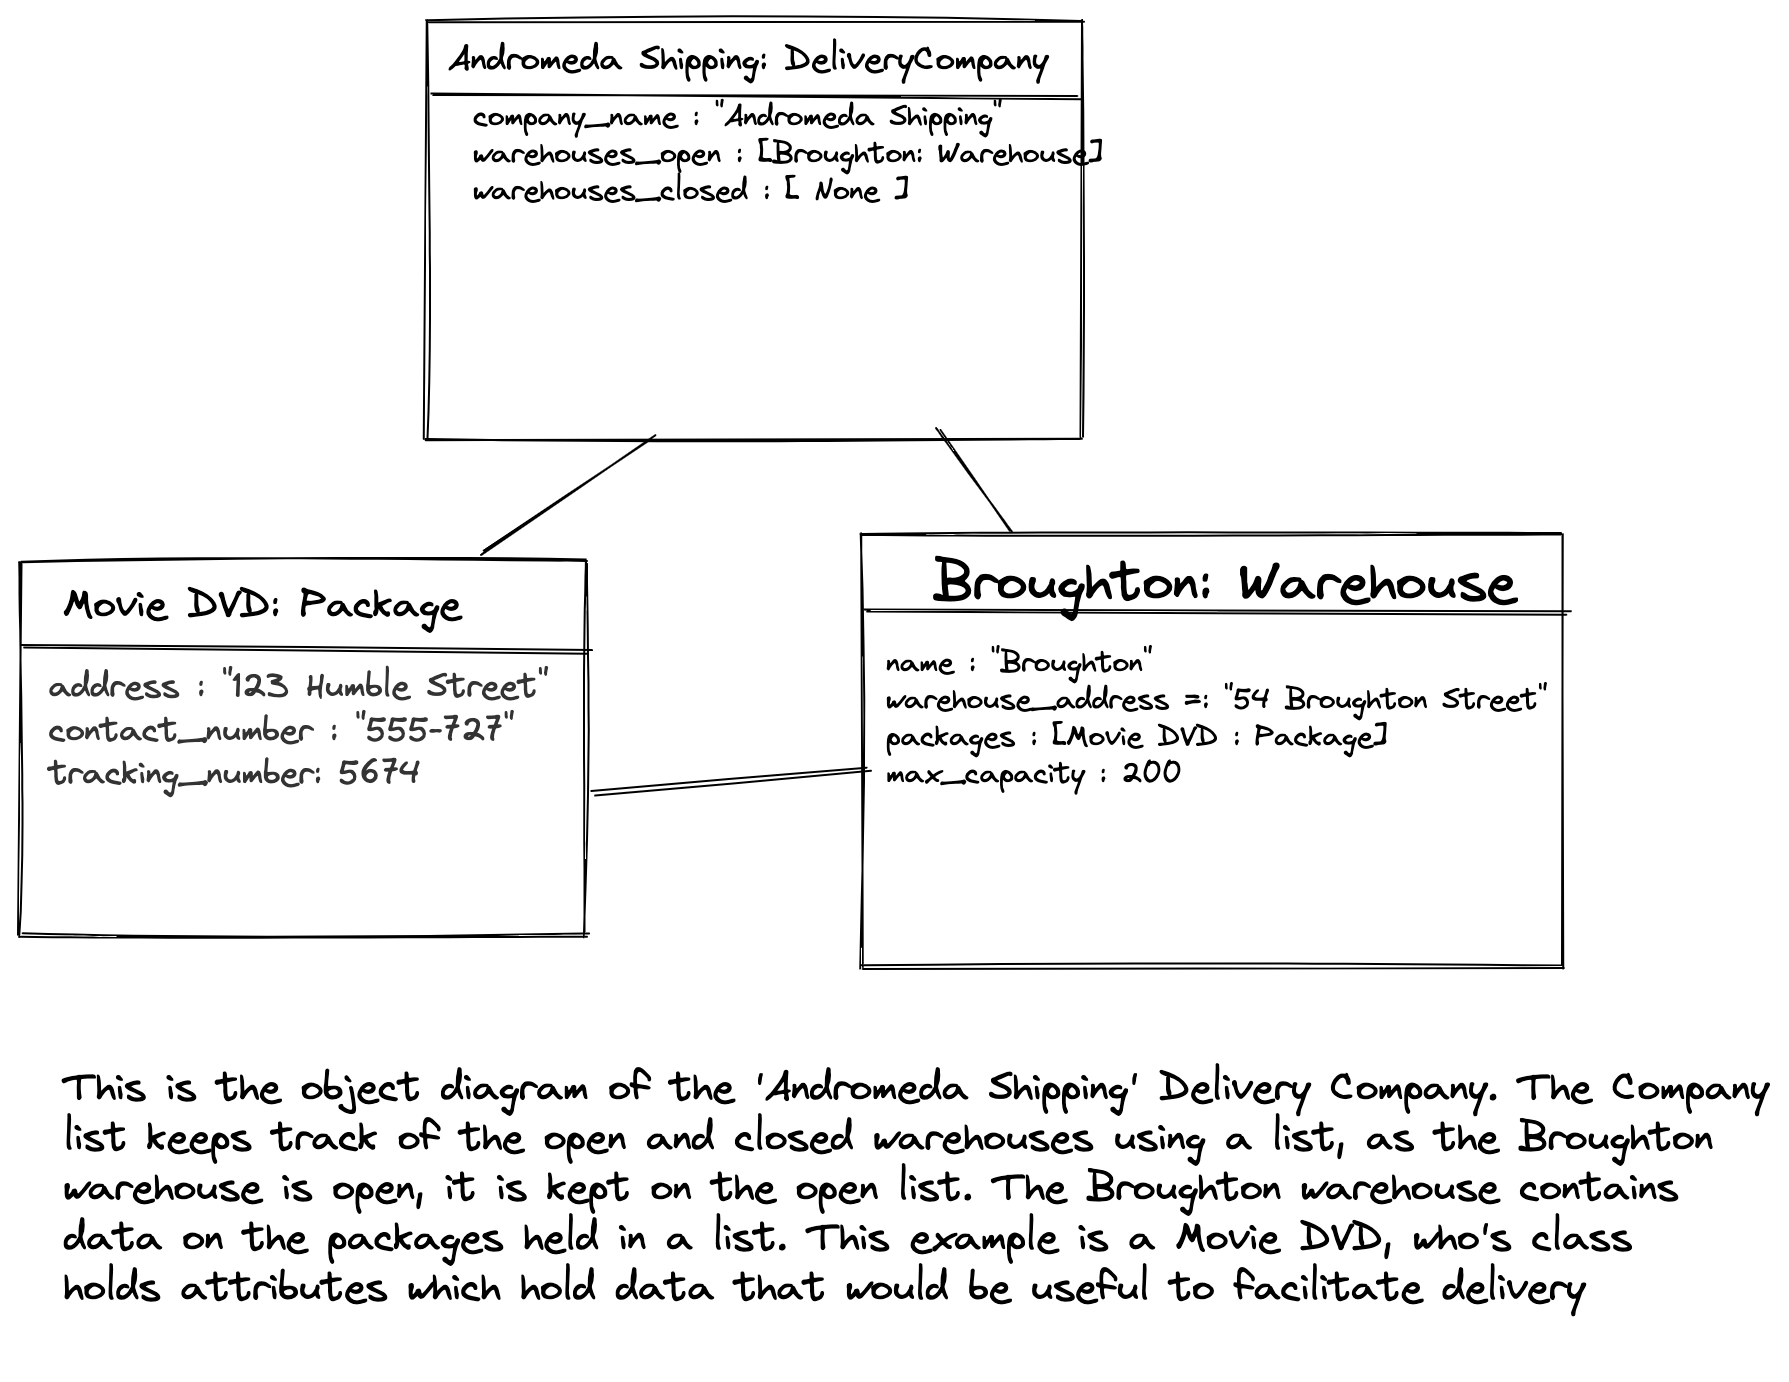 Andromeda Shipping: DeliveryCompany
company_name : "Andromeda Shipping"
warehouses_open : [Broughton: Warehouse]
warehouses_closed : [ None ]
Movie DVD: Package
address : "123 Humble Street"
contact_number : "555-727"
tracking_number: 5674
Broughton: Warehouse
name : "Broughton"
warehouse_address =: "54 Broughton Street"
packages : [Movie DVD : Package]
max_capacity : 200
This is the object diagram of the 'Andromeda Shipping' Delivery Company. The Company
list keeps track of the open and closed warehouses using a list, as the Broughton
warehouse is open, it is kept on the open list. The Broughton warehouse contains
data on the packages held in a list. This example is a Movie DVD, who's class
holds attributes which hold data that would be useful to facilitate delivery